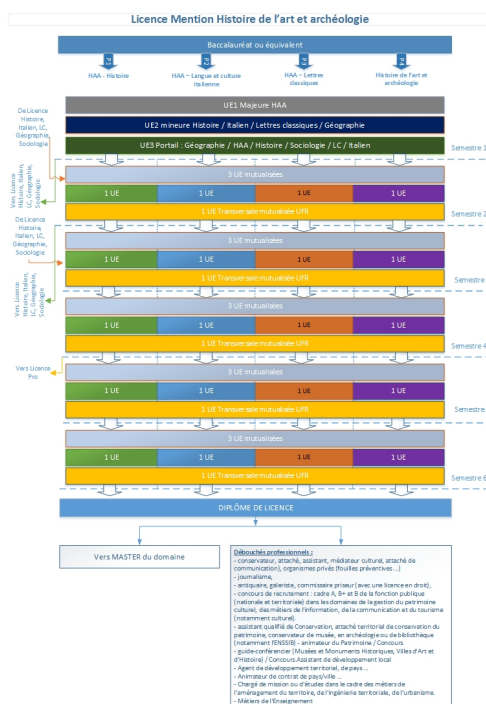 Licence Mention Histoire de l'art et archéologie
Baccalauréat ou équivalent
P1
P2
P3
P4
HAA - Histoire
HAA – Langue et culture
italienne
HAA – Lettres
classiques
Histoire de l'art et
archéologie
De Licence
Histoire,
Italien, LC,
Géographie,
Sociologie
UE1 Majeure HAA
UE2 mineure Histoire / Italien / Lettres classiques / Géographie
UE3 Portail : Géographie / HAA / Histoire / Sociologie / LC / Italien
Semestre 1
Vers Licence
Histoire, Italien,
LC, Géographie,
Sociologie
3 UE mutualisées
1 UE
1 UE
1 UE
1 UE
1 UE Transversale mutualisée UFR
Semestre 2
De Licence
Histoire,
Italien, LC,
Géographie,
Sociologie
3 UE mutualisées
1 UE
1 UE
1 UE
1 UE
1 UE Transversale mutualisée UFR
Semestre
Vers Licence
Histoire, Italien,
LC, Géographie,
Sociologie
3 UE mutualisées
1 UE
1 UE
1 UE
1 UE
1 UE Transversale mutualisée UFR
Semestre 4
Vers Licence
Pro
3 UE mutualisées
1 UE
1 UE
1 UE
1 UE
1 UE Transversale mutualisée UFR
Semestre
3 UE mutualisées
1 UE
1 UE
1 UE
1 UE
1 UE Transversale mutualisée UFR
Semestre 6
DIPLÔME DE LICENCE
Vers MASTER du domaine
Débouchés professionnels :
- conservateur, attaché, assistant, médiateur culturel, attaché de
communication), organismes privés (fouilles préventives ...)
- journalisme,
- antiquaire, galeriste, commissaire priseur (avec une licence en droit),
- concours de recrutement : cadre A, B+ et B de la fonction publique
(nationale et territoriale) dans les domaines de la gestion du patrimoine
culturel, des métiers de l'information, de la communication et du tourisme
(notamment culturel).
- assistant qualifié de Conservation, attaché territorial de conservation du
patrimoine, conservateur de musée, en archéologie ou de bibliothèque
(notamment l'ENSSIB) - animateur du Patrimoine / Concours
- guide-conférencier (Musées et Monuments Historiques, Villes d'Art et
d'Histoire) / Concours Assistant de développement local
- Agent de développement territorial, de pays ...
- Animateur de contrat de pays/ville ...
- Chargé de mission ou d'études dans le cadre des métiers de
l'aménagement du territoire, de l'ingénierie territoriale, de l'urbanisme.
- Métiers de l'Enseignement